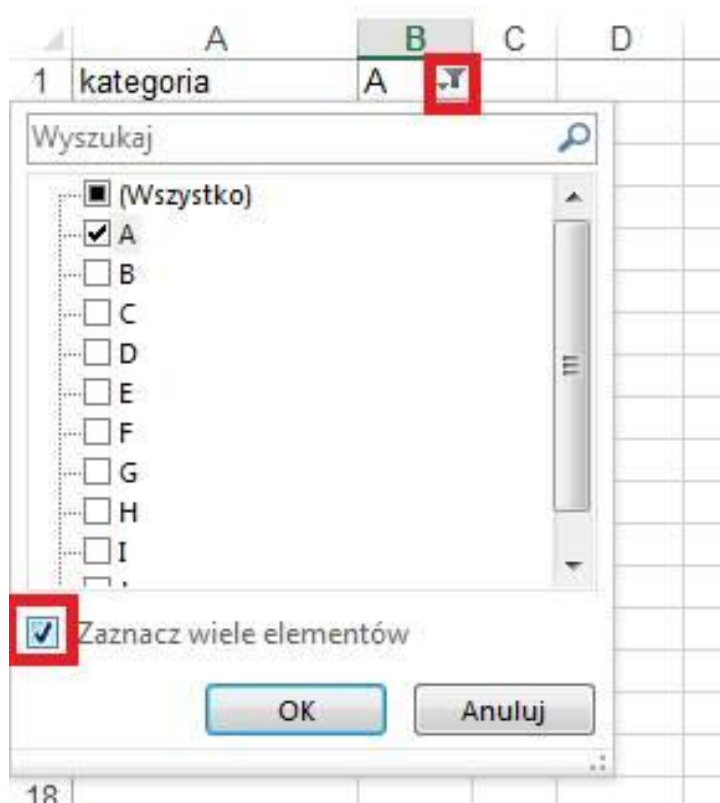 A B C D
1 kategoria A
Wyszukaj
(Wszystko)
A
B
C
D
E
F
G
H
I
Zaznacz wiele elementów
OK Anuluj
18